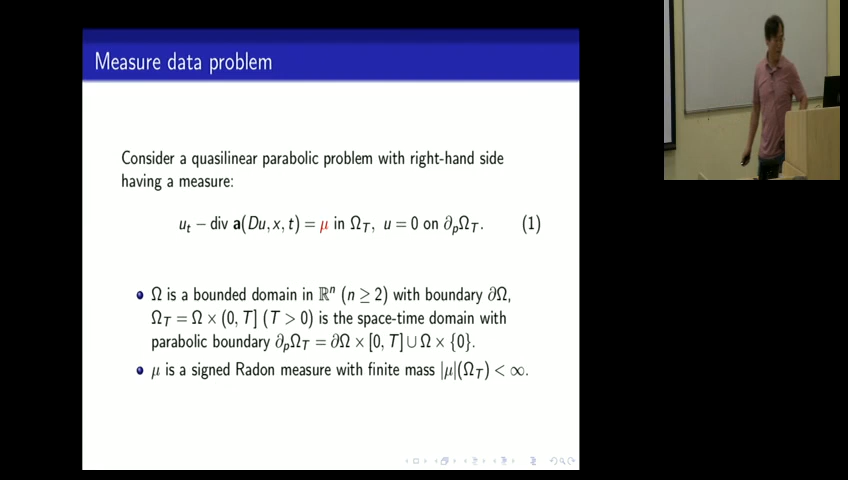 Measure data problem
Consider a quasilinear parabolic problem with right-hand side
having a measure:
u_t − div a(Du, x, t) = μ in Ω_T, u = 0 on ∂_pΩ_T. (1)
Ω is a bounded domain in ℝⁿ (n ≥ 2) with boundary ∂Ω,
Ω_T = Ω × (0, T] (T > 0) is the space-time domain with
parabolic boundary ∂_pΩ_T = ∂Ω × [0, T] ∪ Ω × {0}.
μ is a signed Radon measure with finite mass |μ|(Ω_T) < ∞.